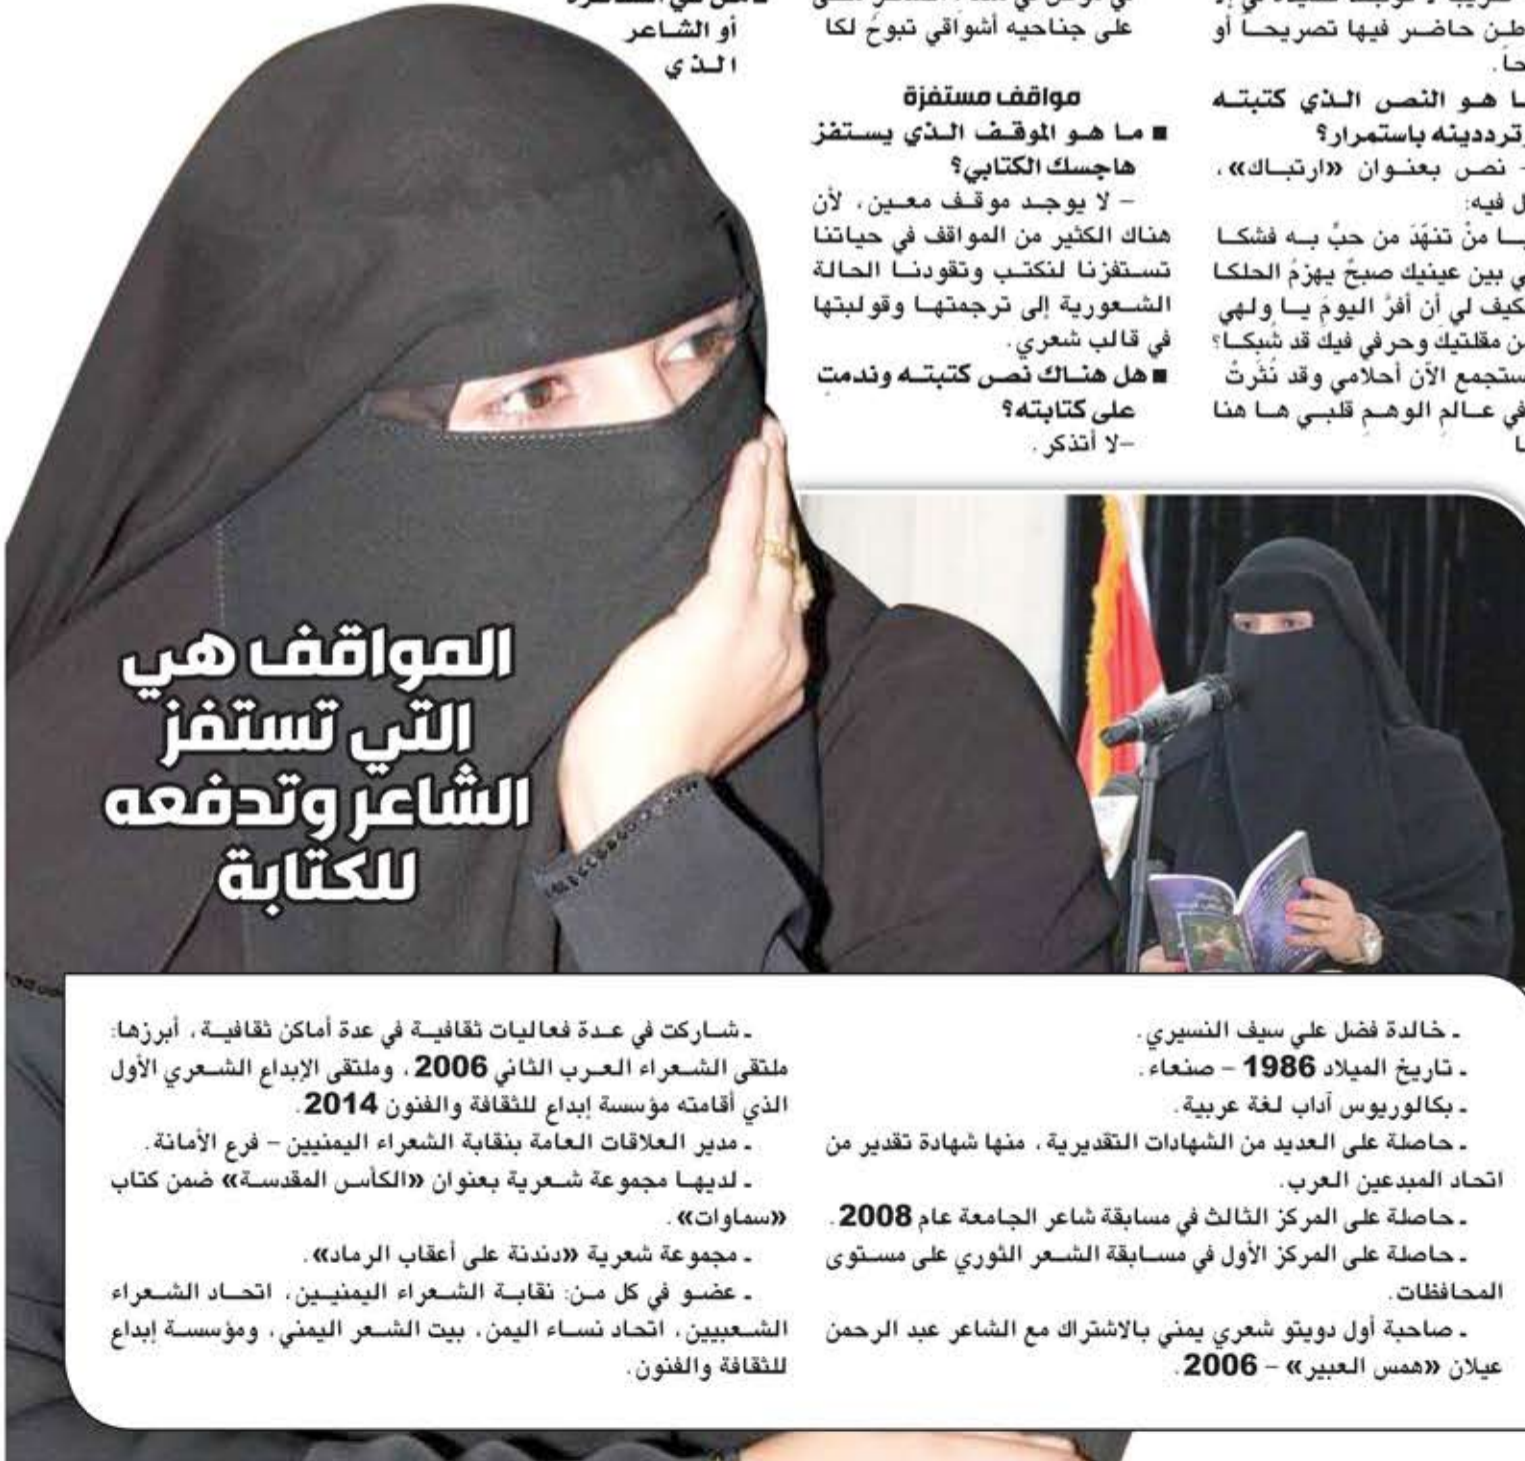 حاضر فيها تصريحاً أو
هو النص الذي كتبته
وترددينه باستمرار؟
- نص بعنوان «ارتباك»،
فيه:
يا منْ تنهَدَ من حبٍّ به فشكا
بين عينيك صبحٌ يهزمُ الحلكا
فكيف لي أن أفرَّ اليومَ يا ولهي
من مقلتيكَ وحرفي فيك قد شُبكا؟
الآن أحلامي وقد نُثرتْ
في عالمِ الوهمِ قلبي ها هنا
على جناحيه أشواقي تبوحُ لكا
مواقف مستفزة
■ ما هو الموقف الذي يستفز
هاجسك الكتابي؟
– لا يوجد موقف معين، لأن
هناك الكثير من المواقف في حياتنا
تستفزنا لنكتب وتقودنا الحالة
الشعورية إلى ترجمتها وقولبتها
في قالب شعري.
■ هل هناك نص كتبته وندمتِ
على كتابته؟
–لا أتذكر.
أو الشاعر
الذي
المواقف هي
التي تستفز
الشاعر وتدفعه
للكتابة
ـ خالدة فضل علي سيف النسيري.
ـ تاريخ الميلاد 1986 – صنعاء.
ـ بكالوريوس آداب لغة عربية.
ـ حاصلة على العديد من الشهادات التقديرية، منها شهادة تقدير من
اتحاد المبدعين العرب.
ـ حاصلة على المركز الثالث في مسابقة شاعر الجامعة عام 2008.
ـ حاصلة على المركز الأول في مسابقة الشعر الثوري على مستوى
المحافظات.
ـ صاحبة أول دويتو شعري يمني بالاشتراك مع الشاعر عبد الرحمن
عيلان «همس العبير» – 2006.
ـ شاركت في عدة فعاليات ثقافية في عدة أماكن ثقافية، أبرزها:
ملتقى الشعراء العرب الثاني 2006، وملتقى الإبداع الشعري الأول
الذي أقامته مؤسسة إبداع للثقافة والفنون 2014.
ـ مدير العلاقات العامة بنقابة الشعراء اليمنيين – فرع الأمانة.
ـ لديها مجموعة شعرية بعنوان «الكأس المقدسة» ضمن كتاب
«سماوات».
ـ مجموعة شعرية «دندنة على أعقاب الرماد».
ـ عضو في كل من: نقابة الشعراء اليمنيين، اتحاد الشعراء
الشعبيين، اتحاد نساء اليمن، بيت الشعر اليمني، ومؤسسة إبداع
للثقافة والفنون.